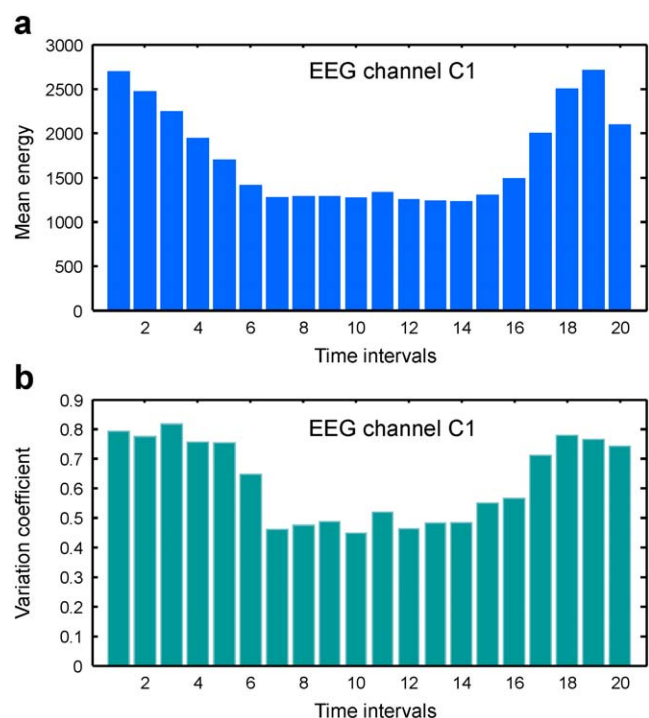 a
3000
2500
2000
1500
1000
500
0
Mean energy
EEG channel C1
2 4 6 8 10 12 14 16 18 20
Time intervals
b
0.9
0.8
0.7
0.6
0.5
0.4
0.3
0.2
0.1
0
Variation coefficient
EEG channel C1
2 4 6 8 10 12 14 16 18 20
Time intervals